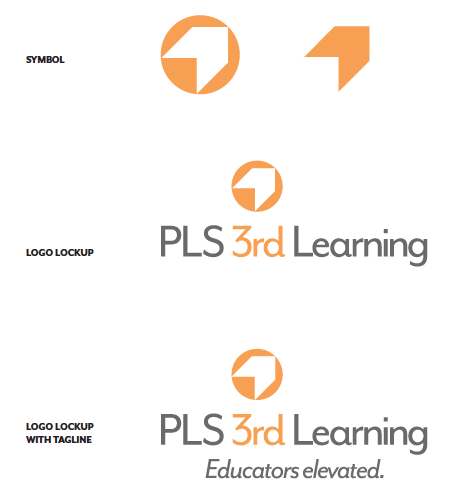 SYMBOL
PLS 3rd Learning
LOGO LOCKUP
PLS 3rd Learning
LOGO LOCKUP
WITH TAGLINE
Educators elevated.